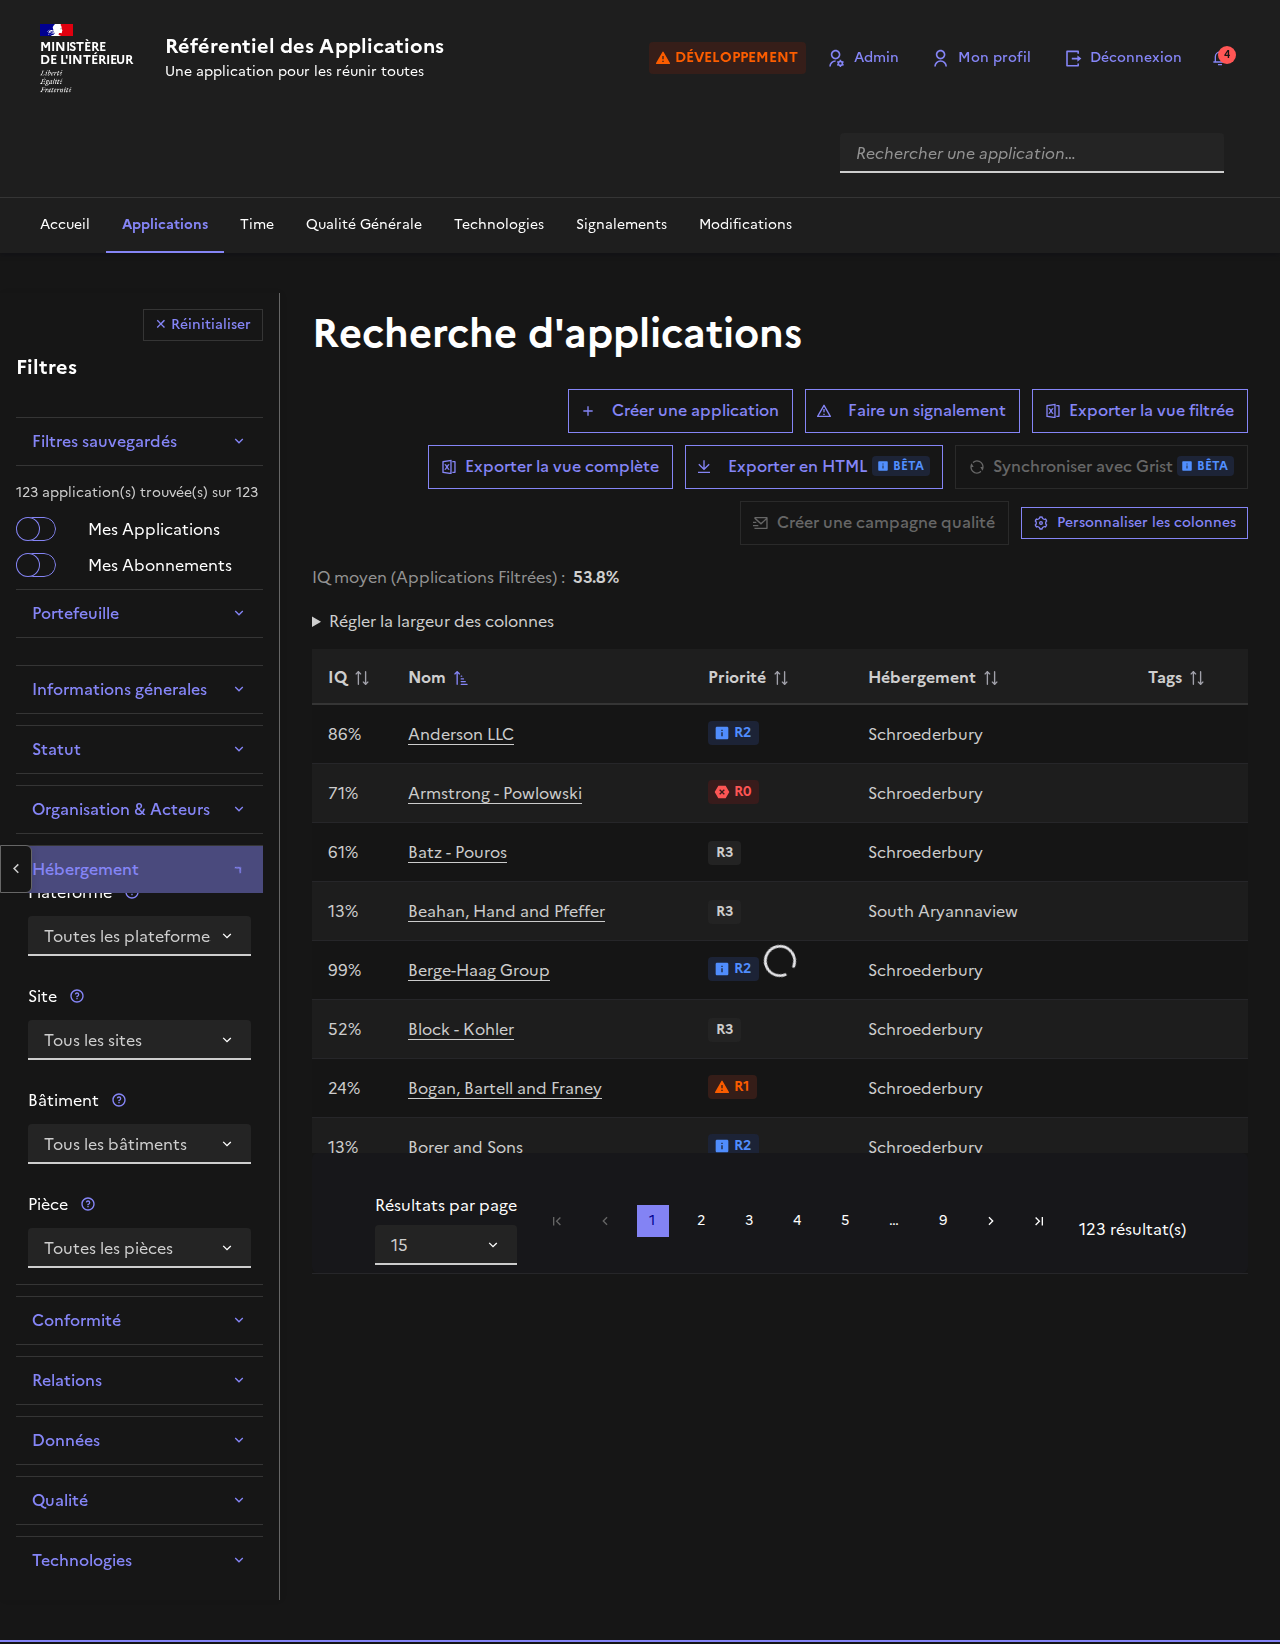 MINISTÈRE
DE L'INTÉRIEUR
Liberté
Égalité
Fraternité
Référentiel des Applications
Une application pour les réunir toutes
DÉVELOPPEMENT
Admin
Mon profil
Déconnexion
4
Rechercher une application...
Accueil
Applications
Time
Qualité Générale
Technologies
Signalements
Modifications
Réinitialiser
Filtres
Filtres sauvegardés
123 application(s) trouvée(s) sur 123
Mes Applications
Mes Abonnements
Portefeuille
Informations génerales
Statut
Organisation & Acteurs
Hébergement
Plateforme
Toutes les plateforme
Site
Tous les sites
Bâtiment
Tous les bâtiments
Pièce
Toutes les pièces
Conformité
Relations
Données
Qualité
Technologies
Recherche d'applications
Créer une application
Faire un signalement
Exporter la vue filtrée
Exporter la vue complète
Exporter en HTML BÊTA
Synchroniser avec Grist BÊTA
Créer une campagne qualité
Personnaliser les colonnes
IQ moyen (Applications Filtrées) : 53.8%
Régler la largeur des colonnes
IQ Nom Priorité Hébergement Tags
86% Anderson LLC R2 Schroederbury
71% Armstrong - Powlowski R0 Schroederbury
61% Batz - Pouros R3 Schroederbury
13% Beahan, Hand and Pfeffer R3 South Aryannaview
99% Berge-Haag Group R2 Schroederbury
52% Block - Kohler R3 Schroederbury
24% Bogan, Bartell and Franey R1 Schroederbury
13% Borer and Sons R2 Schroederbury
Résultats par page
15
1 2 3 4 5 ... 9
123 résultat(s)